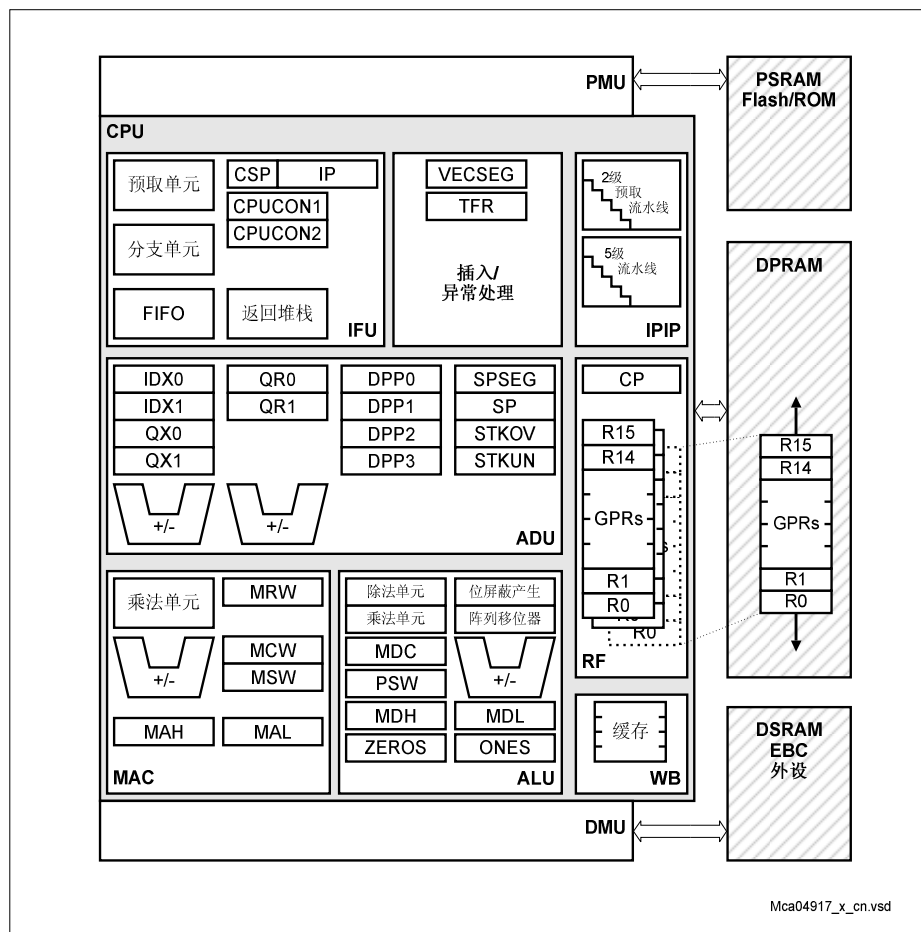 PMU
PSRAM
Flash/ROM
CPU
预取单元
CSP
IP
CPUCON1
CPUCON2
分支单元
FIFO
返回堆栈
IFU
VECSEG
TFR
插入/
异常处理
2级
预取
流水线
5级
流水线
IPIP
DPRAM
IDX0
IDX1
QX0
QX1
+/-
QR0
QR1
+/-
DPP0
DPP1
DPP2
DPP3
SPSEG
SP
STKOV
STKUN
ADU
CP
R15
R14
GPRs
R1
R0
R0
RF
R15
R14
GPRs
R1
R0
乘法单元
MRW
+/-
MCW
MSW
MAH
MAL
MAC
除法单元
位屏蔽产生
乘法单元
阵列移位器
MDC
PSW
+/-
MDH
MDL
ZEROS
ONES
ALU
缓存
WB
DSRAM
EBC
外设
DMU
Mca04917_x_cn.vsd